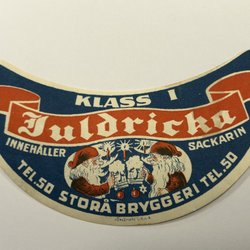 KLASS I
Juldricka
INNEHÅLLER SACKARIN
TEL.50 STORÅ BRYGGERI TEL.50